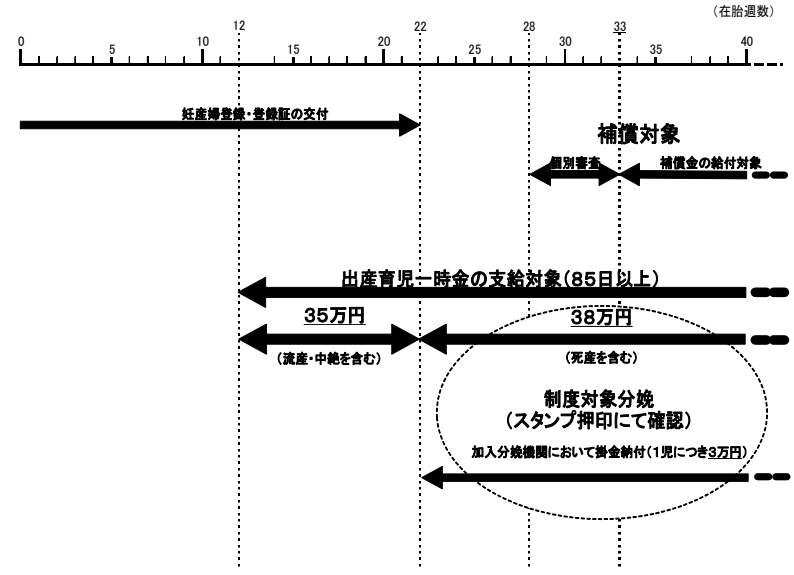 （在胎週数）
12 22 28 33
0 5 10 15 20 25 30 35 40
妊産婦登録・登録証の交付
補償対象
個別審査 補償金の給付対象
出産育児一時金の支給対象（85日以上）
35万円 38万円
（流産・中絶を含む） （死産を含む）
制度対象分娩
（スタンプ押印にて確認）
加入分娩機関において掛金納付（1児につき3万円）